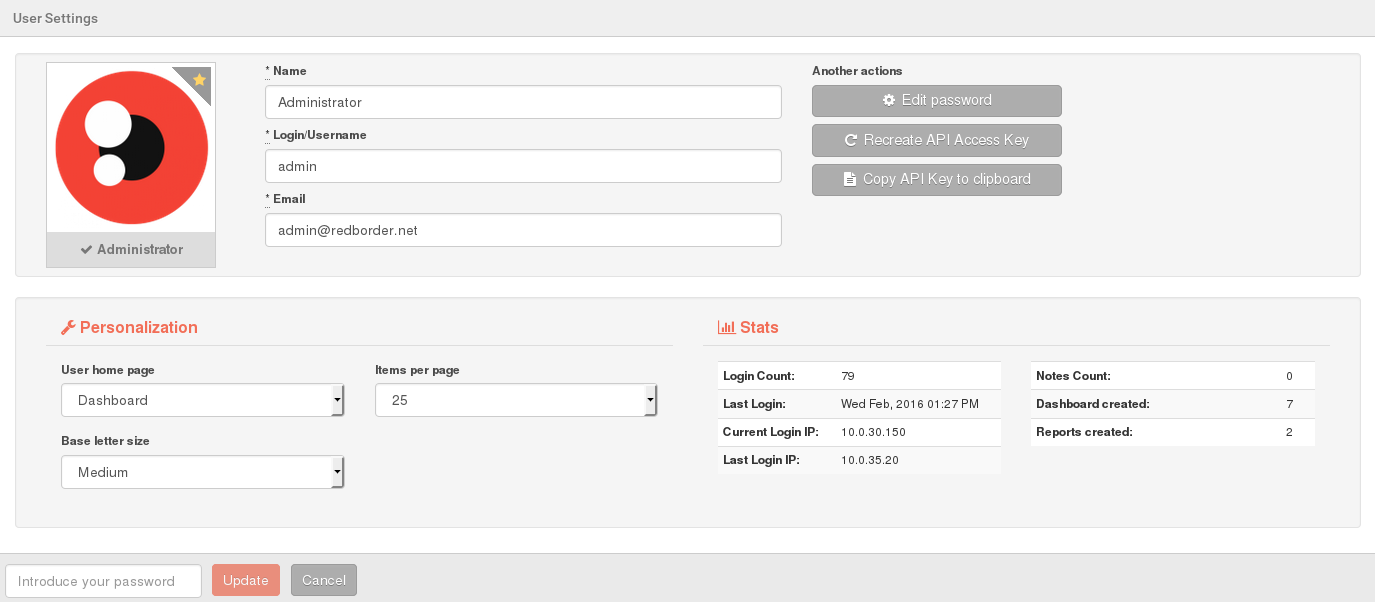 User Settings
Administrator
* Name
Administrator
* Login/Username
admin
* Email
admin@redborder.net
Another actions
Edit password
Recreate API Access Key
Copy API Key to clipboard
Personalization
User home page
Items per page
Dashboard
25
Base letter size
Medium
Stats
Login Count: 79
Last Login: Wed Feb, 2016 01:27 PM
Current Login IP: 10.0.30.150
Last Login IP: 10.0.35.20
Notes Count: 0
Dashboard created: 7
Reports created: 2
Introduce your password
Update
Cancel